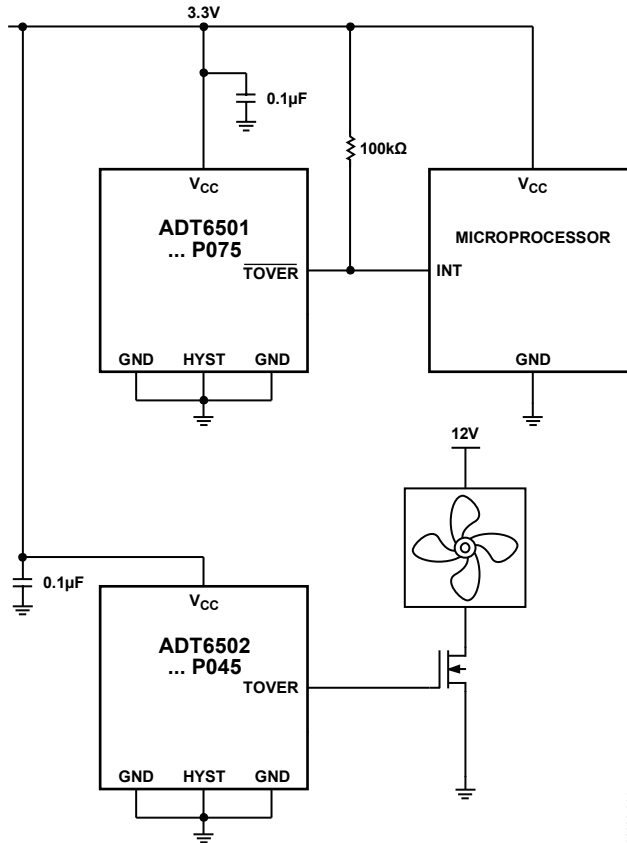 3.3V
0.1µF
100kΩ
VCC
ADT6501
... P075
TOVER
GND HYST GND
VCC
MICROPROCESSOR
INT
GND
12V
0.1µF
VCC
ADT6502
... P045
TOVER
GND HYST GND